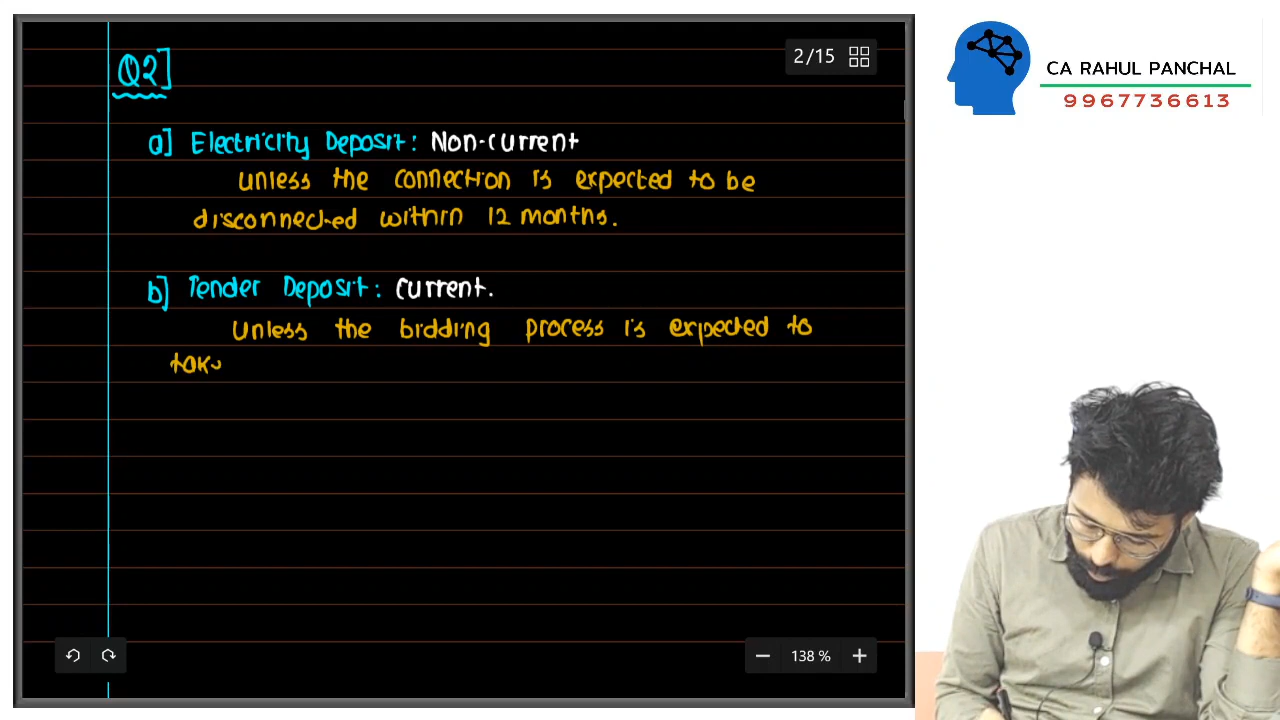 Q2]
2/15
CA RAHUL PANCHAL
9967736613
a] Electricity Deposit: Non-current
unless the connection is expected to be
disconnected within 12 months.
b] Tender Deposit: Current.
Unless the bidding process is expected to
take
138 %